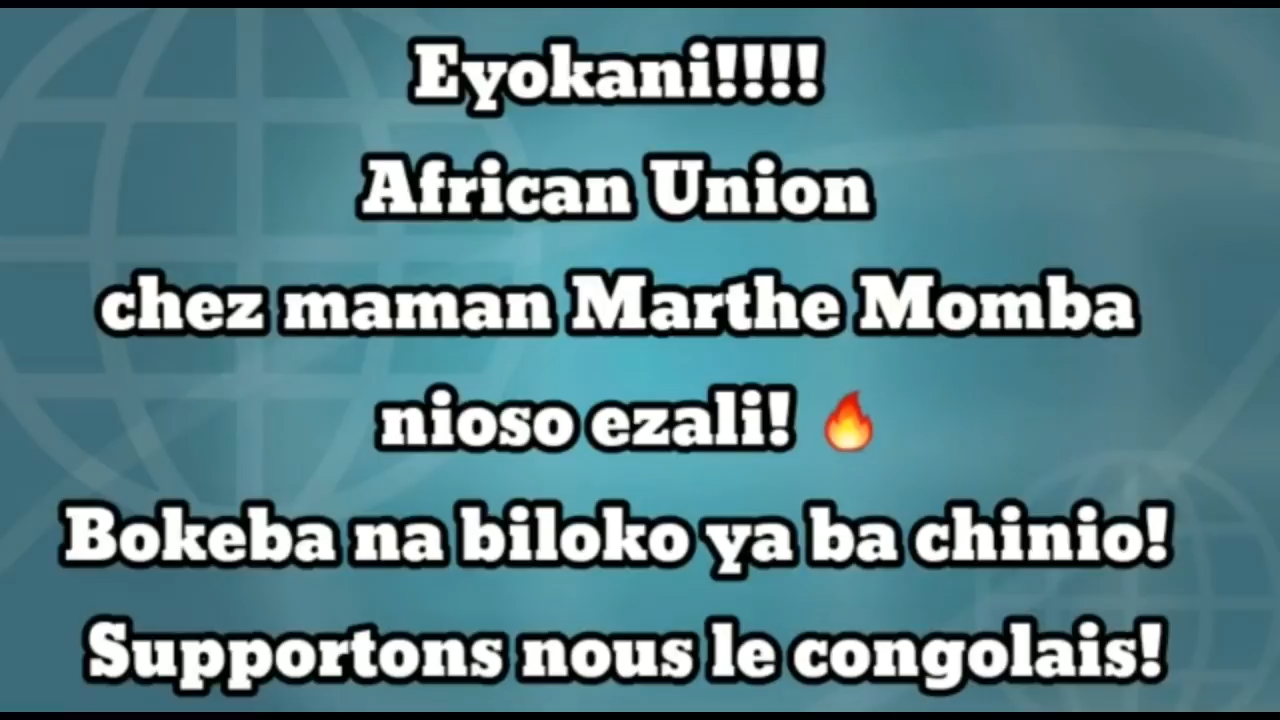 Eyokani!!!!
African Union
chez maman Marthe Momba
nioso ezali! 🔥
Bokeba na biloko ya ba chinio!
Supportons nous le congolais!